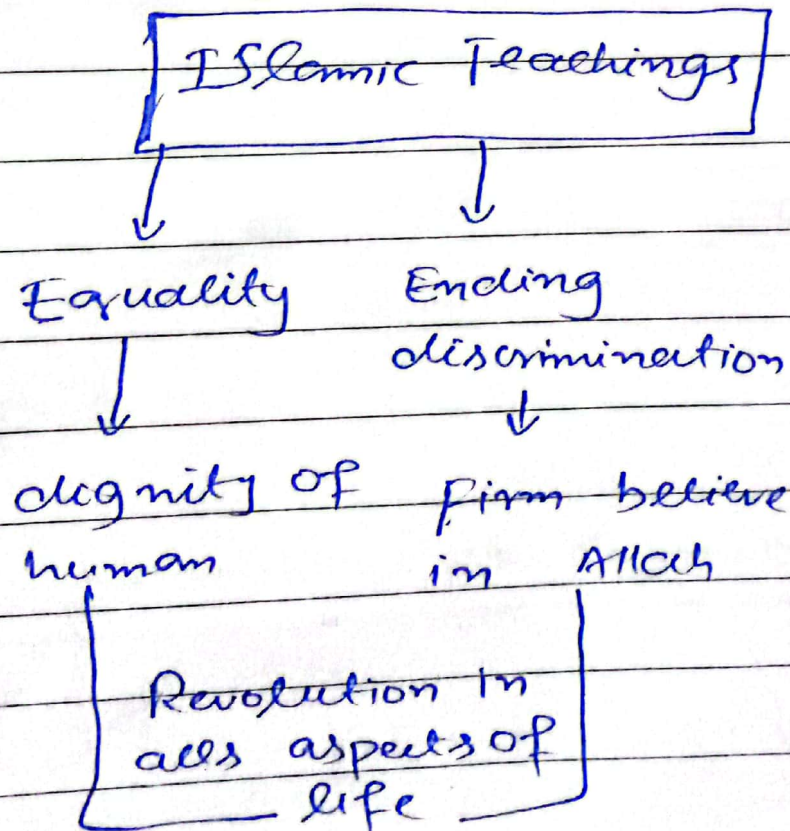 Islamic Teachings
Equality
Ending
discrimination
dignity of
human
Firm believe
in Allah
Revolution in
alls aspects of
life